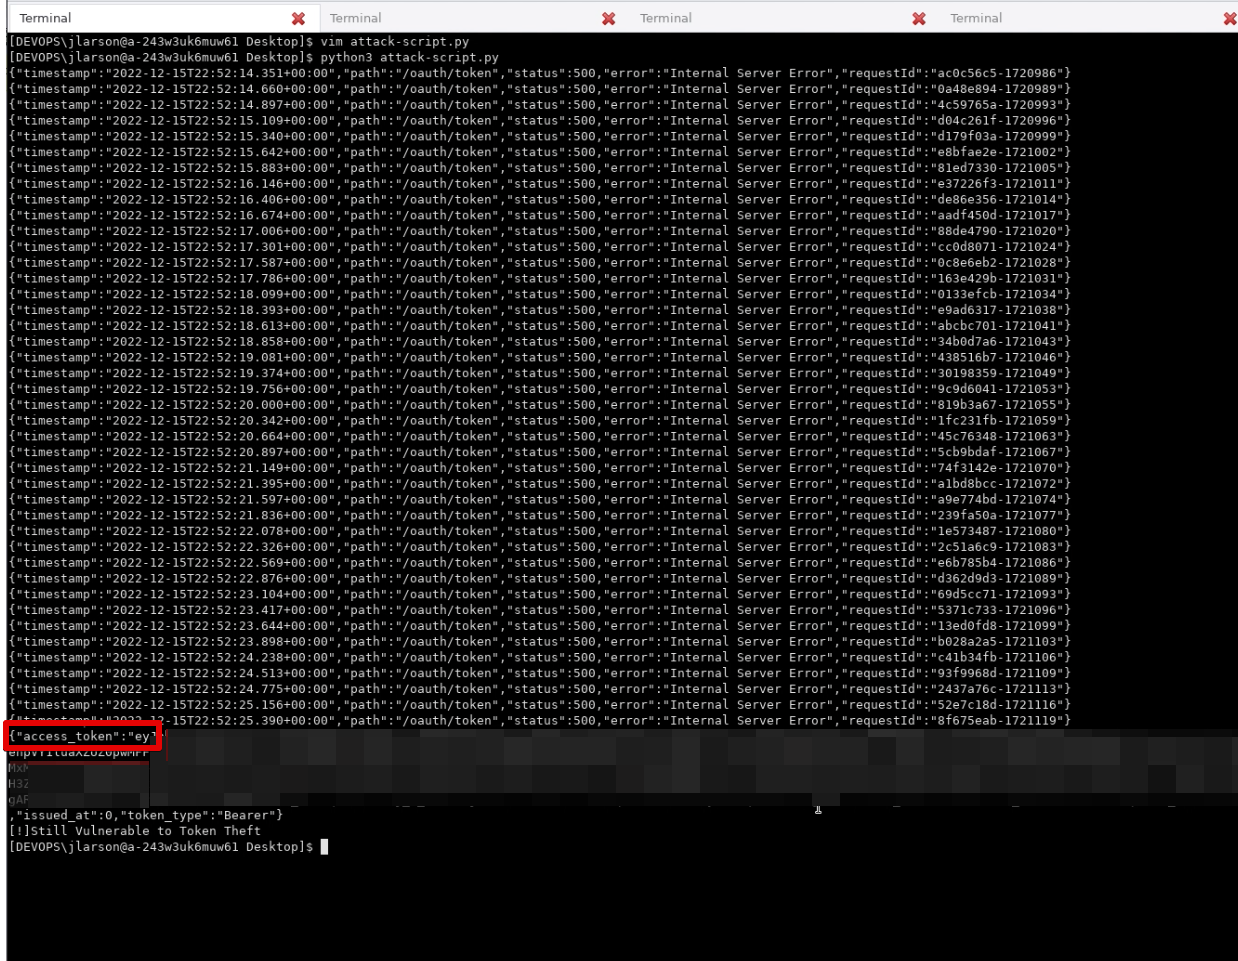 Terminal
Terminal
Terminal
Terminal
[DEVOPS\jlarson@a-243w3uk6muw61 Desktop]$ vim attack-script.py
[DEVOPS\jlarson@a-243w3uk6muw61 Desktop]$ python3 attack-script.py
{"timestamp":"2022-12-15T22:52:14.351+00:00","path":"/oauth/token","status":500,"error":"Internal Server Error","requestId":"ac0c56c5-1720986"}
{"timestamp":"2022-12-15T22:52:14.660+00:00","path":"/oauth/token","status":500,"error":"Internal Server Error","requestId":"0a48e894-1720989"}
{"timestamp":"2022-12-15T22:52:14.897+00:00","path":"/oauth/token","status":500,"error":"Internal Server Error","requestId":"4c59765a-1720993"}
{"timestamp":"2022-12-15T22:52:15.109+00:00","path":"/oauth/token","status":500,"error":"Internal Server Error","requestId":"d04c261f-1720996"}
{"timestamp":"2022-12-15T22:52:15.340+00:00","path":"/oauth/token","status":500,"error":"Internal Server Error","requestId":"d179f03a-1720999"}
{"timestamp":"2022-12-15T22:52:15.642+00:00","path":"/oauth/token","status":500,"error":"Internal Server Error","requestId":"e8bfae2e-1721002"}
{"timestamp":"2022-12-15T22:52:15.883+00:00","path":"/oauth/token","status":500,"error":"Internal Server Error","requestId":"81ed7330-1721005"}
{"timestamp":"2022-12-15T22:52:16.146+00:00","path":"/oauth/token","status":500,"error":"Internal Server Error","requestId":"e37226f3-1721011"}
{"timestamp":"2022-12-15T22:52:16.406+00:00","path":"/oauth/token","status":500,"error":"Internal Server Error","requestId":"de86e356-1721014"}
{"timestamp":"2022-12-15T22:52:16.674+00:00","path":"/oauth/token","status":500,"error":"Internal Server Error","requestId":"aadf450d-1721017"}
{"timestamp":"2022-12-15T22:52:17.006+00:00","path":"/oauth/token","status":500,"error":"Internal Server Error","requestId":"88de4790-1721020"}
{"timestamp":"2022-12-15T22:52:17.301+00:00","path":"/oauth/token","status":500,"error":"Internal Server Error","requestId":"cc0d8071-1721024"}
{"timestamp":"2022-12-15T22:52:17.587+00:00","path":"/oauth/token","status":500,"error":"Internal Server Error","requestId":"0c8e6eb2-1721028"}
{"timestamp":"2022-12-15T22:52:17.786+00:00","path":"/oauth/token","status":500,"error":"Internal Server Error","requestId":"163e429b-1721031"}
{"timestamp":"2022-12-15T22:52:18.099+00:00","path":"/oauth/token","status":500,"error":"Internal Server Error","requestId":"0133efcb-1721034"}
{"timestamp":"2022-12-15T22:52:18.393+00:00","path":"/oauth/token","status":500,"error":"Internal Server Error","requestId":"e9ad6317-1721038"}
{"timestamp":"2022-12-15T22:52:18.613+00:00","path":"/oauth/token","status":500,"error":"Internal Server Error","requestId":"abcbc701-1721041"}
{"timestamp":"2022-12-15T22:52:18.858+00:00","path":"/oauth/token","status":500,"error":"Internal Server Error","requestId":"34b0d7a6-1721043"}
{"timestamp":"2022-12-15T22:52:19.081+00:00","path":"/oauth/token","status":500,"error":"Internal Server Error","requestId":"438516b7-1721046"}
{"timestamp":"2022-12-15T22:52:19.374+00:00","path":"/oauth/token","status":500,"error":"Internal Server Error","requestId":"30198359-1721049"}
{"timestamp":"2022-12-15T22:52:19.756+00:00","path":"/oauth/token","status":500,"error":"Internal Server Error","requestId":"9c9d6041-1721053"}
{"timestamp":"2022-12-15T22:52:20.000+00:00","path":"/oauth/token","status":500,"error":"Internal Server Error","requestId":"819b3a67-1721055"}
{"timestamp":"2022-12-15T22:52:20.342+00:00","path":"/oauth/token","status":500,"error":"Internal Server Error","requestId":"1fc231fb-1721059"}
{"timestamp":"2022-12-15T22:52:20.664+00:00","path":"/oauth/token","status":500,"error":"Internal Server Error","requestId":"45c76348-1721063"}
{"timestamp":"2022-12-15T22:52:20.897+00:00","path":"/oauth/token","status":500,"error":"Internal Server Error","requestId":"5cb9bdaf-1721067"}
{"timestamp":"2022-12-15T22:52:21.149+00:00","path":"/oauth/token","status":500,"error":"Internal Server Error","requestId":"74f3142e-1721070"}
{"timestamp":"2022-12-15T22:52:21.395+00:00","path":"/oauth/token","status":500,"error":"Internal Server Error","requestId":"a1bd8bcc-1721072"}
{"timestamp":"2022-12-15T22:52:21.597+00:00","path":"/oauth/token","status":500,"error":"Internal Server Error","requestId":"a9e774bd-1721074"}
{"timestamp":"2022-12-15T22:52:21.836+00:00","path":"/oauth/token","status":500,"error":"Internal Server Error","requestId":"239fa50a-1721077"}
{"timestamp":"2022-12-15T22:52:22.078+00:00","path":"/oauth/token","status":500,"error":"Internal Server Error","requestId":"1e573487-1721080"}
{"timestamp":"2022-12-15T22:52:22.326+00:00","path":"/oauth/token","status":500,"error":"Internal Server Error","requestId":"2c51a6c9-1721083"}
{"timestamp":"2022-12-15T22:52:22.569+00:00","path":"/oauth/token","status":500,"error":"Internal Server Error","requestId":"e6b785b4-1721086"}
{"timestamp":"2022-12-15T22:52:22.876+00:00","path":"/oauth/token","status":500,"error":"Internal Server Error","requestId":"d362d9d3-1721089"}
{"timestamp":"2022-12-15T22:52:23.104+00:00","path":"/oauth/token","status":500,"error":"Internal Server Error","requestId":"69d5cc71-1721093"}
{"timestamp":"2022-12-15T22:52:23.417+00:00","path":"/oauth/token","status":500,"error":"Internal Server Error","requestId":"5371c733-1721096"}
{"timestamp":"2022-12-15T22:52:23.644+00:00","path":"/oauth/token","status":500,"error":"Internal Server Error","requestId":"13ed0fd8-1721099"}
{"timestamp":"2022-12-15T22:52:23.898+00:00","path":"/oauth/token","status":500,"error":"Internal Server Error","requestId":"b028a2a5-1721103"}
{"timestamp":"2022-12-15T22:52:24.238+00:00","path":"/oauth/token","status":500,"error":"Internal Server Error","requestId":"c41b34fb-1721106"}
{"timestamp":"2022-12-15T22:52:24.513+00:00","path":"/oauth/token","status":500,"error":"Internal Server Error","requestId":"93f9968d-1721109"}
{"timestamp":"2022-12-15T22:52:24.775+00:00","path":"/oauth/token","status":500,"error":"Internal Server Error","requestId":"2437a76c-1721113"}
{"timestamp":"2022-12-15T22:52:25.156+00:00","path":"/oauth/token","status":500,"error":"Internal Server Error","requestId":"52e7c18d-1721116"}
{"timestamp":"2022-12-15T22:52:25.390+00:00","path":"/oauth/token","status":500,"error":"Internal Server Error","requestId":"8f675eab-1721119"}
{"access_token":"ey
,"issued_at":0,"token_type":"Bearer"}
[!]Still Vulnerable to Token Theft
[DEVOPS\jlarson@a-243w3uk6muw61 Desktop]$